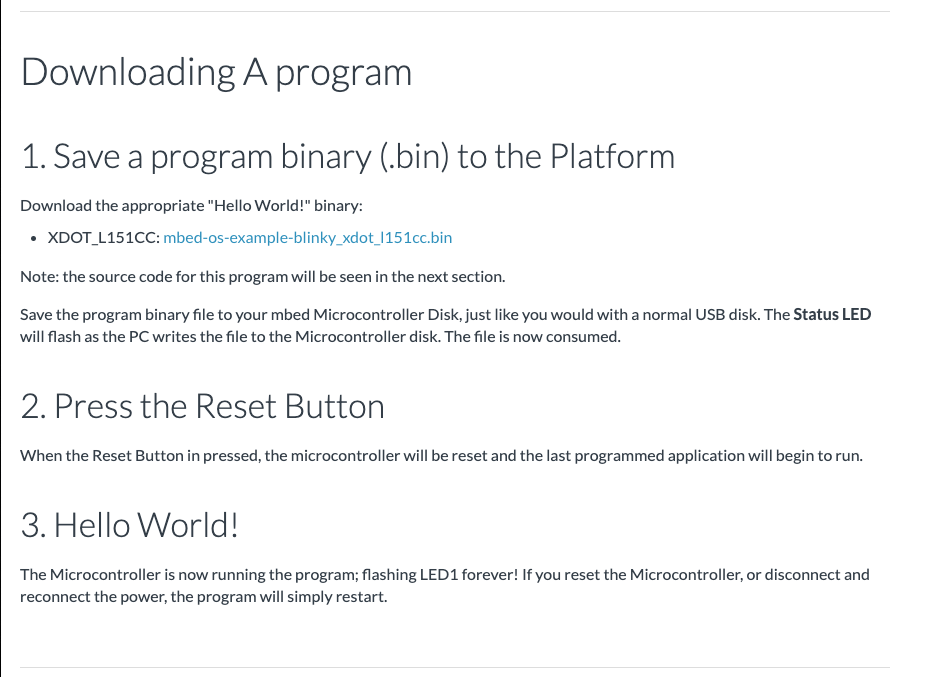 Downloading A program
1. Save a program binary (.bin) to the Platform
Download the appropriate "Hello World!" binary:
• XDOT_L151CC: mbed-os-example-blinky_xdot_l151cc.bin
Note: the source code for this program will be seen in the next section.
Save the program binary file to your mbed Microcontroller Disk, just like you would with a normal USB disk. The Status LED
will flash as the PC writes the file to the Microcontroller disk. The file is now consumed.
2. Press the Reset Button
When the Reset Button in pressed, the microcontroller will be reset and the last programmed application will begin to run.
3. Hello World!
The Microcontroller is now running the program; flashing LED1 forever! If you reset the Microcontroller, or disconnect and
reconnect the power, the program will simply restart.